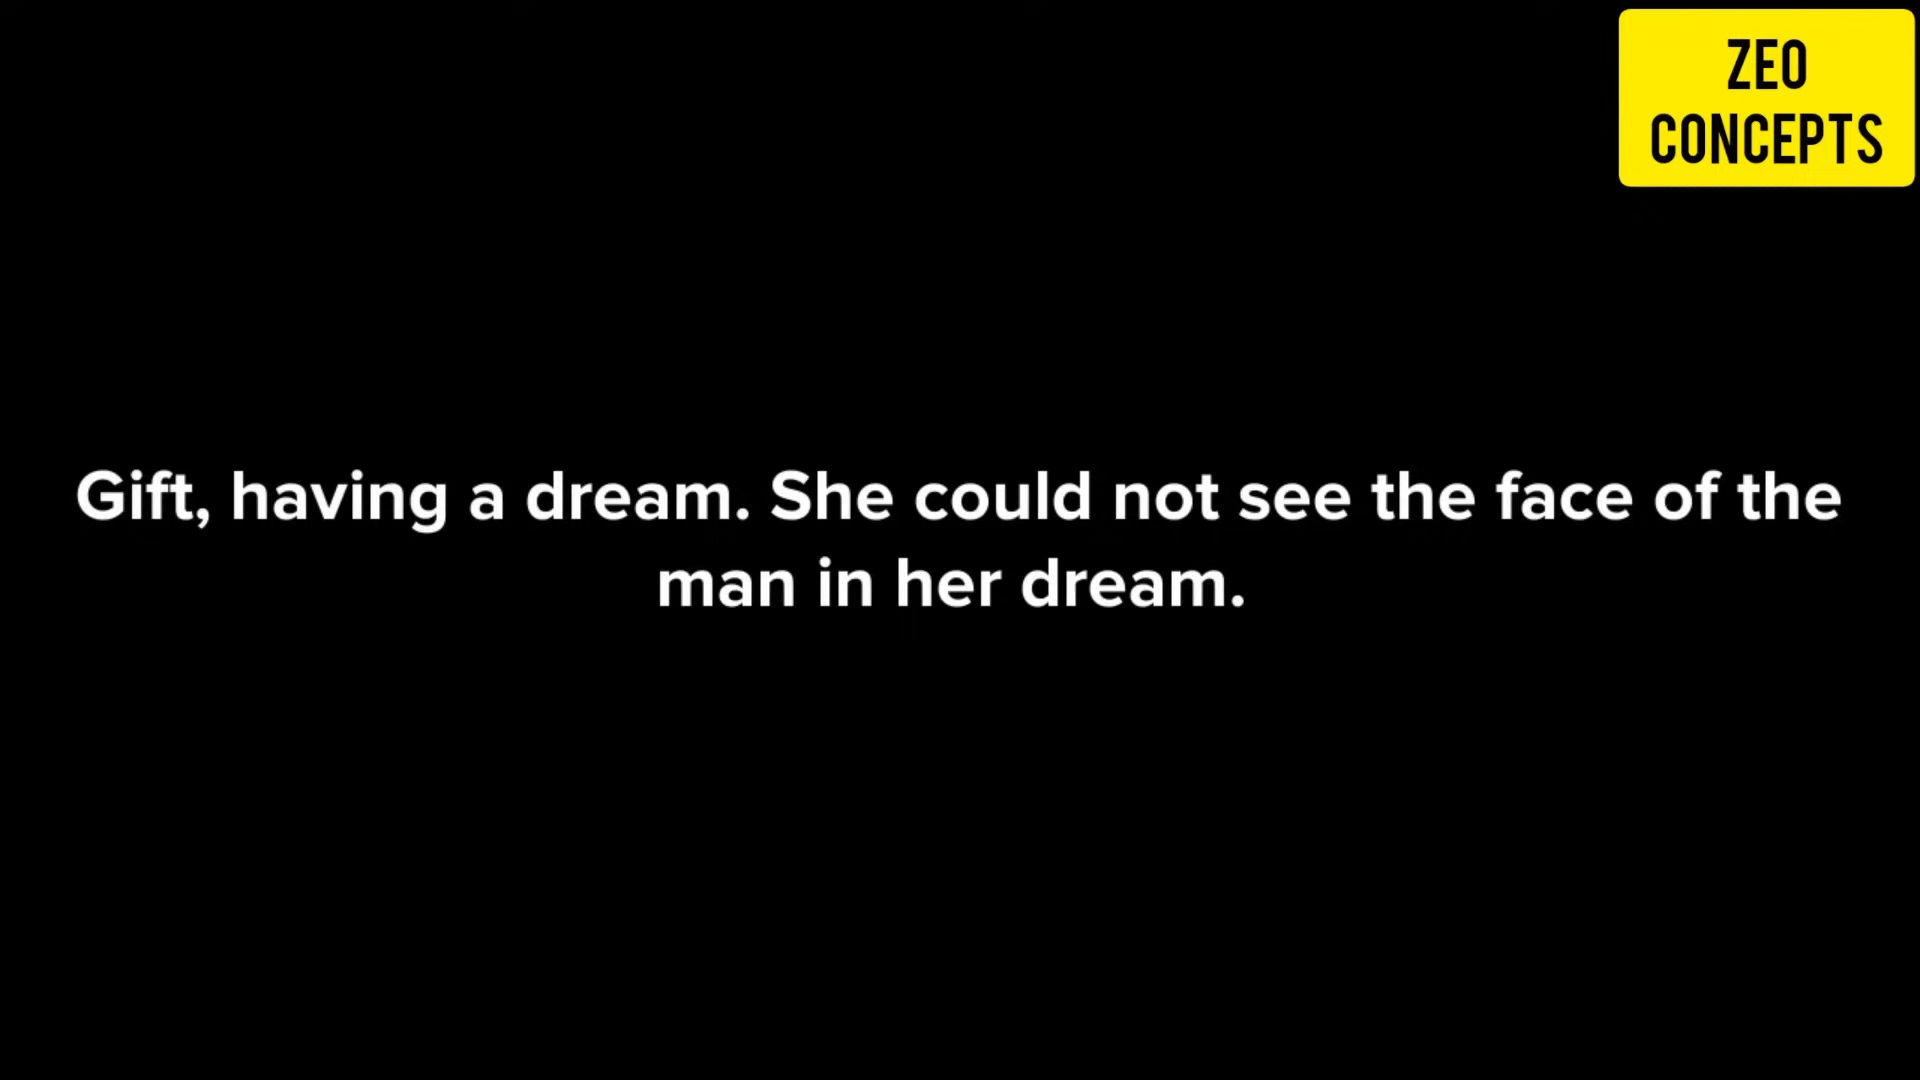 ZEO
CONCEPTS
Gift, having a dream. She could not see the face of the
man in her dream.